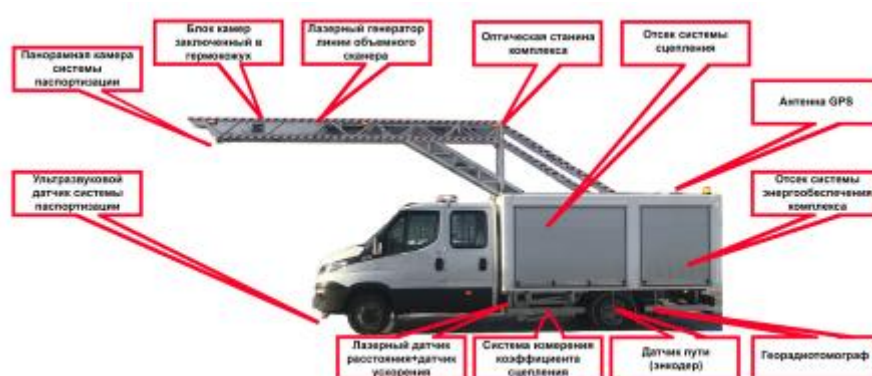 Панорамная камера
системы
паспортизации
Блок камер
заключенный в
гермокожух
Лазерный генератор
линии объемного
сканера
Оптическая станина
комплекса
Отсек системы
сцепления
Антенна GPS
Ультразвуковой
датчик системы
паспортизации
Отсек системы
энергообеспечения
комплекса
Лазерный датчик
расстояния+датчик
ускорения
Система измерения
коэффициента
сцепления
Датчик пути
(энкодер)
Георадиотомограф